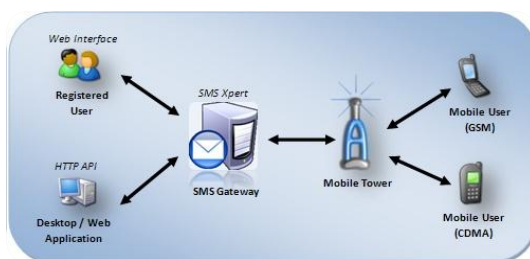 Web Interface
Registered
User
HTTP API
Desktop / Web
Application
SMS Xpert
SMS Gateway
Mobile Tower
Mobile User
(GSM)
Mobile User
(CDMA)